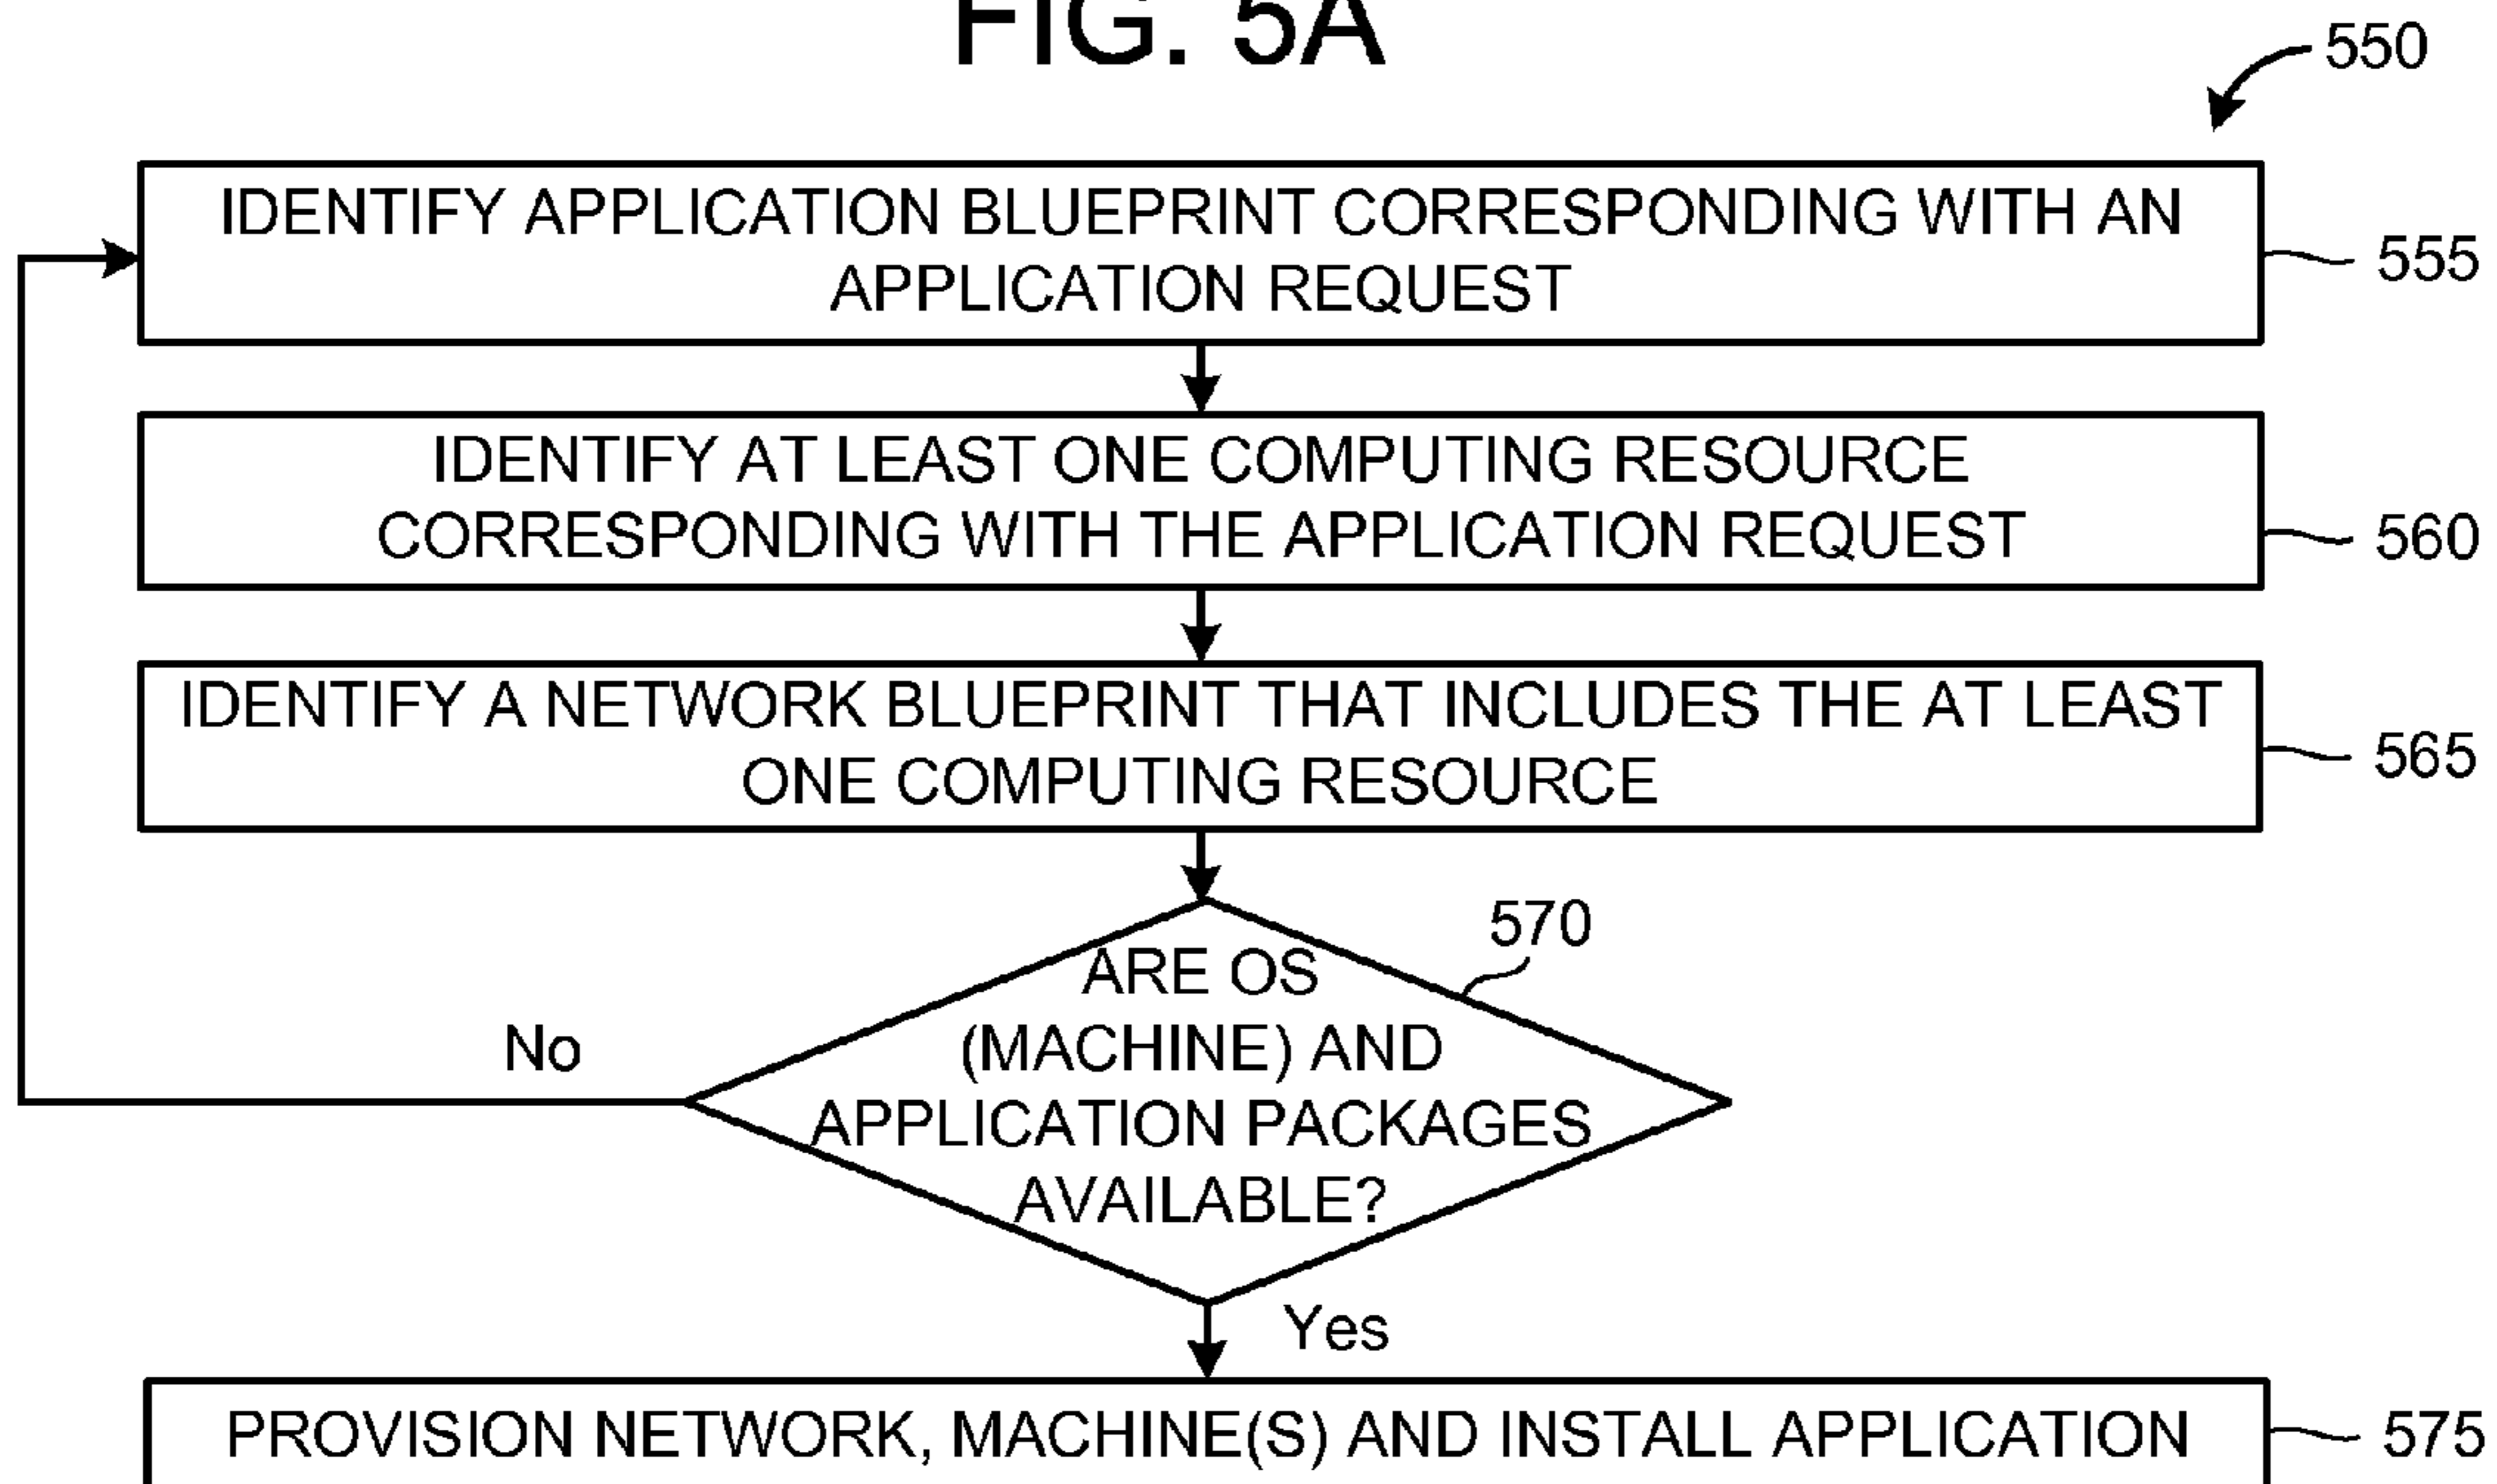 FIG. 5A
550
IDENTIFY APPLICATION BLUEPRINT CORRESPONDING WITH AN
APPLICATION REQUEST
555
IDENTIFY AT LEAST ONE COMPUTING RESOURCE
CORRESPONDING WITH THE APPLICATION REQUEST
560
IDENTIFY A NETWORK BLUEPRINT THAT INCLUDES THE AT LEAST
ONE COMPUTING RESOURCE
565
570
ARE OS
(MACHINE) AND
APPLICATION PACKAGES
AVAILABLE?
No
Yes
PROVISION NETWORK, MACHINE(S) AND INSTALL APPLICATION
575